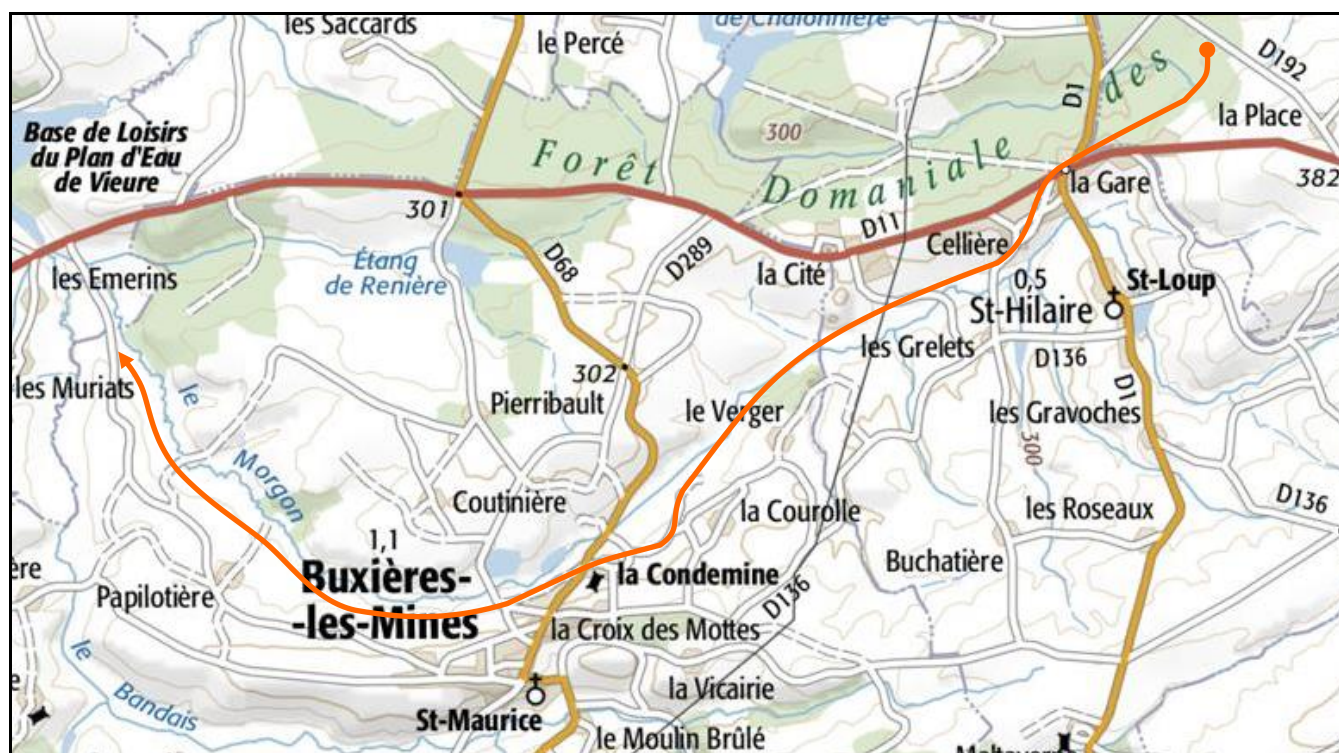 les Saccards
le Percé
de Chalonnière
D1
des
D192
la Place
Base de Loisirs
du Plan d'Eau
de Vieure
300
Forêt
Domaniale
301
D11
la Gare
382
les Emerins
Étang
de Renière
D68
D289
la Cité
Cellière
0,5
St-Hilaire
St-Loup
les Grelets
D136
D1
les Muriats
302
Pierribault
le Verger
les Gravoches
le
Morgon
300
Coutinière
la Courolle
les Roseaux
D136
1,1
Buxières-
-les-Mines
ère
Papilotière
la Condemine
Buchatière
D136
la Croix des Mottes
le
Bandais
e
la Vicairie
St-Maurice
le Moulin Brûlé